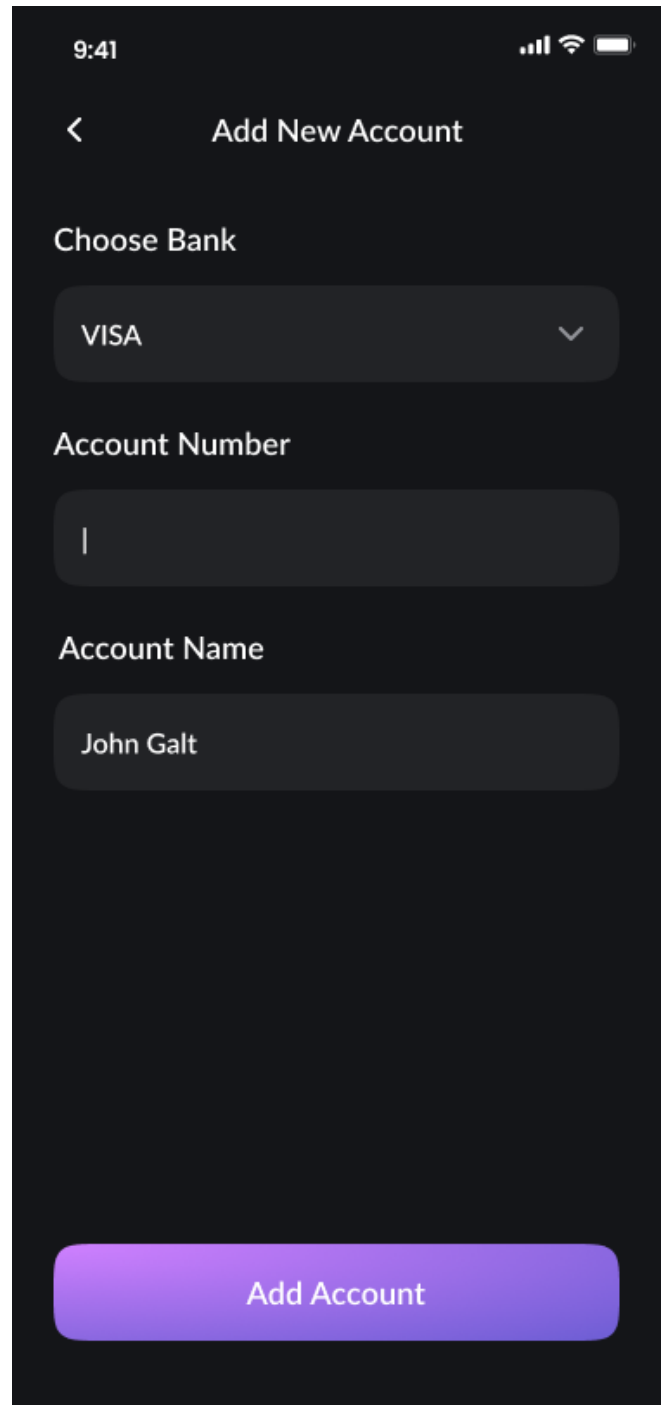 9:41
Add New Account
Choose Bank
VISA
Account Number
Account Name
John Galt
Add Account